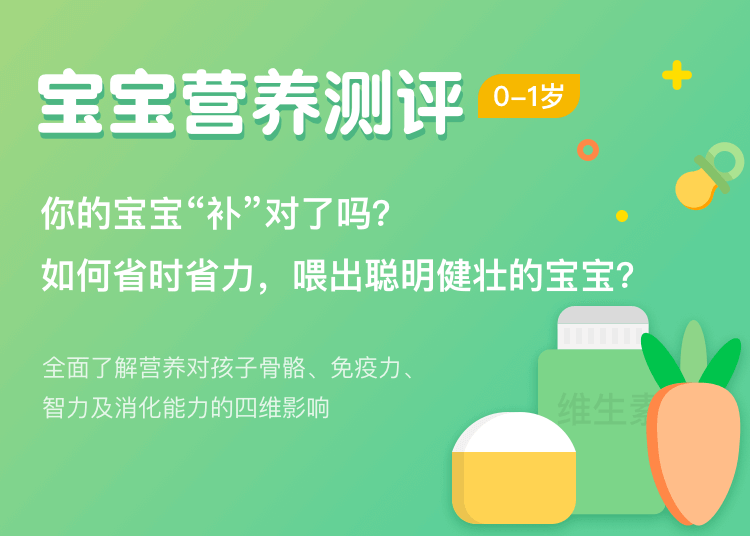 宝宝营养测评
0-1岁
你的宝宝“补”对了吗?
如何省时省力，喂出聪明健壮的宝宝?
全面了解营养对孩子骨骼、免疫力、
智力及消化能力的四维影响
维生素